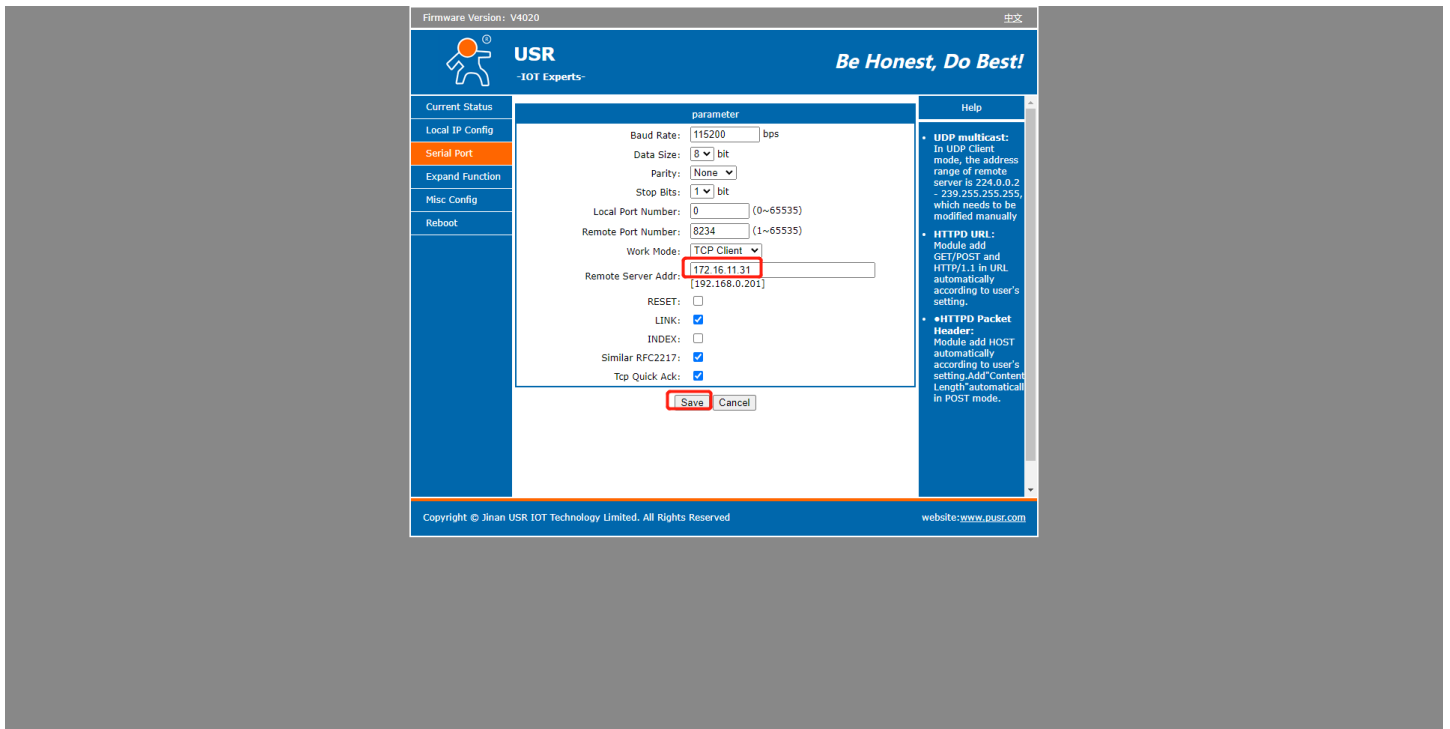 Firmware Version: V4020
中文
®
USR
-IOT Experts-
Be Honest, Do Best!
Current Status
Local IP Config
Serial Port
Expand Function
Misc Config
Reboot
parameter
Baud Rate: 115200 bps
Data Size: 8 bit
Parity: None
Stop Bits: 1 bit
Local Port Number: 0 (0~65535)
Remote Port Number: 8234 (1~65535)
Work Mode: TCP Client
Remote Server Addr: 172.16.11.31
[192.168.0.201]
RESET:
LINK:
INDEX:
Similar RFC2217:
Tcp Quick Ack:
Save Cancel
Help
• UDP multicast:
In UDP Client
mode, the address
range of remote
server is 224.0.0.2
- 239.255.255.255,
which needs to be
modified manually
• HTTPD URL:
Module add
GET/POST and
HTTP/1.1 in URL
automatically
according to user's
setting.
• ●HTTPD Packet
Header:
Module add HOST
automatically
according to user's
setting.Add"Content
Length"automaticall
in POST mode.
Copyright © Jinan USR IOT Technology Limited. All Rights Reserved
website:www.pusr.com